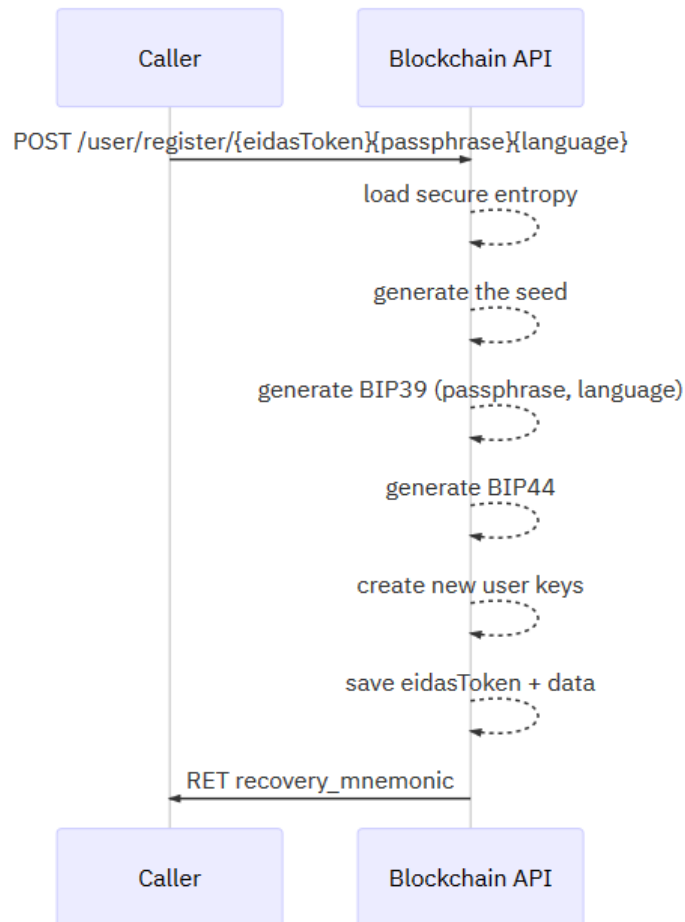 Caller
Blockchain API
POST /user/register/{eidasToken}{passphrase}{language}
load secure entropy
generate the seed
generate BIP39 (passphrase, language)
generate BIP44
create new user keys
save eidasToken + data
RET recovery_mnemonic
Caller
Blockchain API